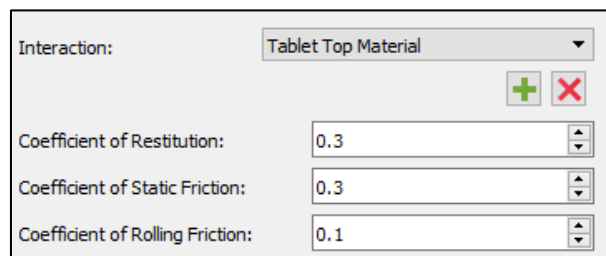 Interaction: Tablet Top Material
Coefficient of Restitution: 0.3
Coefficient of Static Friction: 0.3
Coefficient of Rolling Friction: 0.1